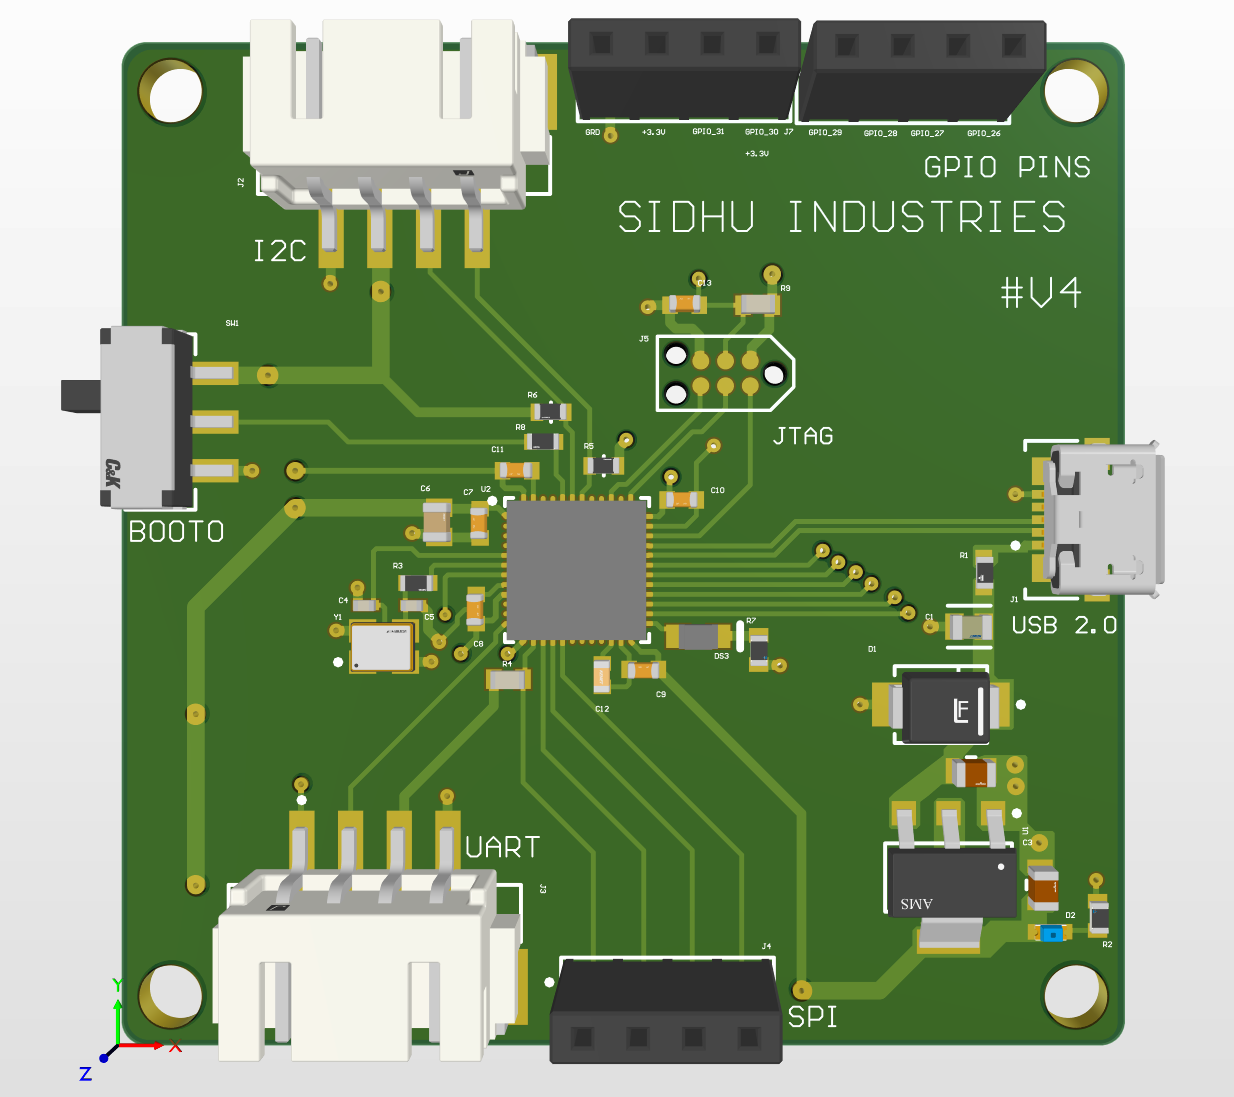 GRD +3.3V GPIO_31 GPIO_30 J7 GPIO_29 GPIO_28 GPIO_27 GPIO_26
+3.3V
GPIO PINS
J2
SIDHU INDUSTRIES
I2C
#V4
C13 R9
SW1
J5
R6
R8
JTAG
C11 R5
C&K
C6 C7 U2 C10
BOOTO
R1
R3
C4 C5
J1
Y1 C8
C1
R7
USB 2.0
R4 DS3
D1
C9
C12
F
U1
C3
UART
J3
AMS
D2
R2
J4
SPI
Y
X
Z